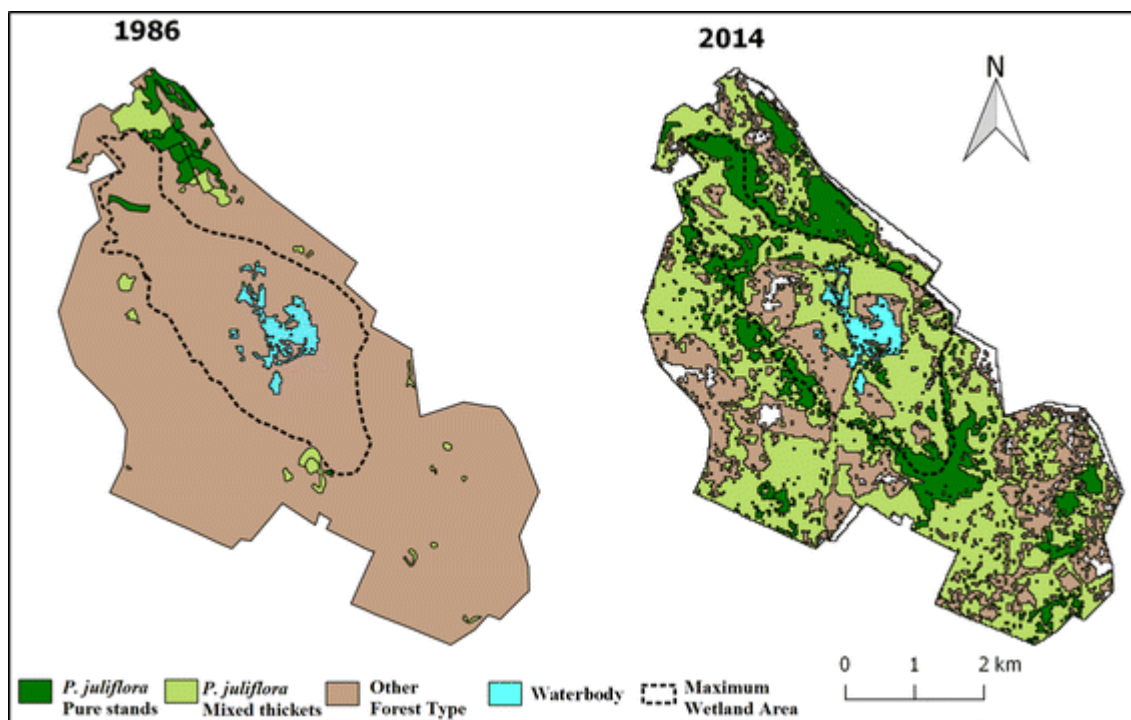 1986
2014
N
0 1 2 km
P. juliflora
Pure stands
P. juliflora
Mixed thickets
Other
Forest Type
Waterbody
Maximum
Wetland Area